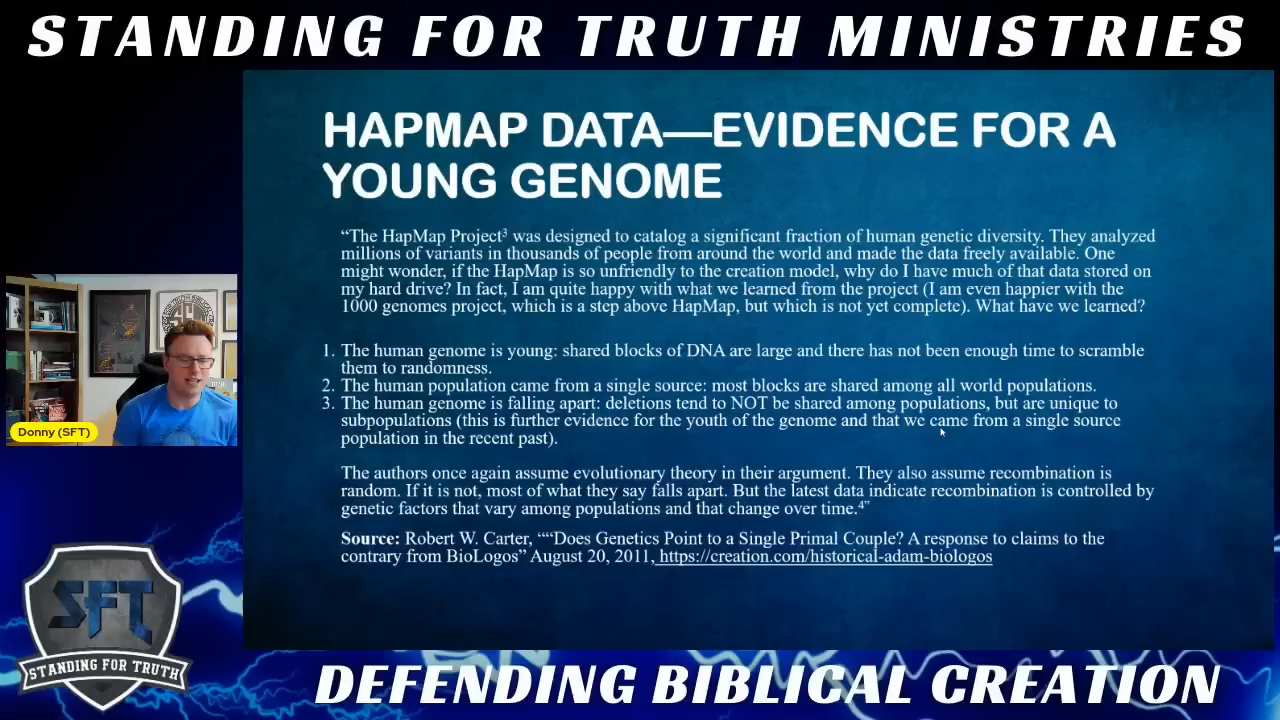 STANDING FOR TRUTH MINISTRIES
HAPMAP DATA—EVIDENCE FOR A
YOUNG GENOME
“The HapMap Project³ was designed to catalog a significant fraction of human genetic diversity. They analyzed
millions of variants in thousands of people from around the world and made the data freely available. One
might wonder, if the HapMap is so unfriendly to the creation model, why do I have much of that data stored on
my hard drive? In fact, I am quite happy with what we learned from the project (I am even happier with the
1000 genomes project, which is a step above HapMap, but which is not yet complete). What have we learned?
1. The human genome is young: shared blocks of DNA are large and there has not been enough time to scramble
them to randomness.
2. The human population came from a single source: most blocks are shared among all world populations.
3. The human genome is falling apart: deletions tend to NOT be shared among populations, but are unique to
subpopulations (this is further evidence for the youth of the genome and that we came from a single source
population in the recent past).
The authors once again assume evolutionary theory in their argument. They also assume recombination is
random. If it is not, most of what they say falls apart. But the latest data indicate recombination is controlled by
genetic factors that vary among populations and that change over time.⁴”
Source: Robert W. Carter, ““Does Genetics Point to a Single Primal Couple? A response to claims to the
contrary from BioLogos” August 20, 2011, https://creation.com/historical-adam-biologos
Donny (SFT)
SFT
STANDING FOR TRUTH
DEFENDING BIBLICAL CREATION